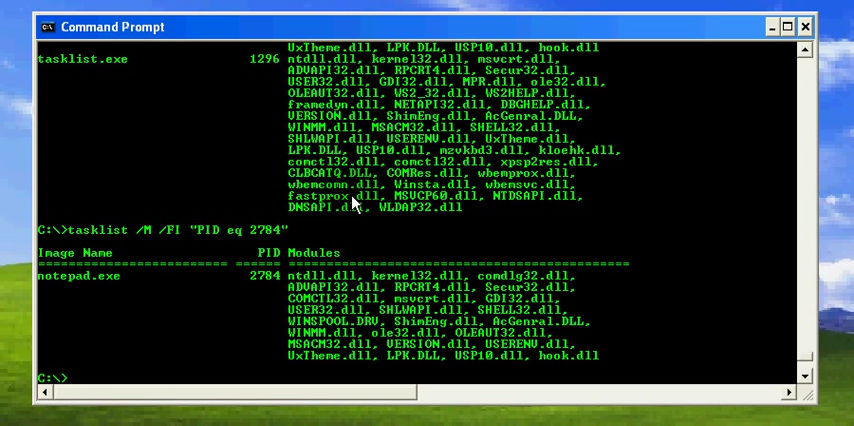 Command Prompt
UxTheme.dll, LPK.DLL, USP10.dll, hook.dll
tasklist.exe 1296 ntdll.dll, kernel32.dll, msvcrt.dll,
ADVAPI32.dll, RPCRT4.dll, Secur32.dll,
USER32.dll, GDI32.dll, MPR.dll, ole32.dll,
OLEAUT32.dll, WS2_32.dll, WS2HELP.dll,
framedyn.dll, NETAPI32.dll, DBGHELP.dll,
VERSION.dll, ShimEng.dll, AcGenral.DLL,
WINMM.dll, MSACM32.dll, SHELL32.dll,
SHLWAPI.dll, USERENV.dll, UxTheme.dll,
LPK.DLL, USP10.dll, mzvkbd3.dll, kloehk.dll,
comctl32.dll, comctl32.dll, xpsp2res.dll,
CLBCATQ.DLL, COMRes.dll, wbemprox.dll,
wbemcomn.dll, Winsta.dll, wbemsvc.dll,
fastprox.dll, MSVCP60.dll, NTDSAPI.dll,
DNSAPI.dll, WLDAP32.dll
C:\>tasklist /M /FI "PID eq 2784"
Image Name PID Modules
========================= ====== =============================================
notepad.exe 2784 ntdll.dll, kernel32.dll, comdlg32.dll,
ADVAPI32.dll, RPCRT4.dll, Secur32.dll,
COMCTL32.dll, msvcrt.dll, GDI32.dll,
USER32.dll, SHLWAPI.dll, SHELL32.dll,
WINSPOOL.DRV, ShimEng.dll, AcGenral.DLL,
WINMM.dll, ole32.dll, OLEAUT32.dll,
MSACM32.dll, VERSION.dll, USERENV.dll,
UxTheme.dll, LPK.DLL, USP10.dll, hook.dll
C:\>